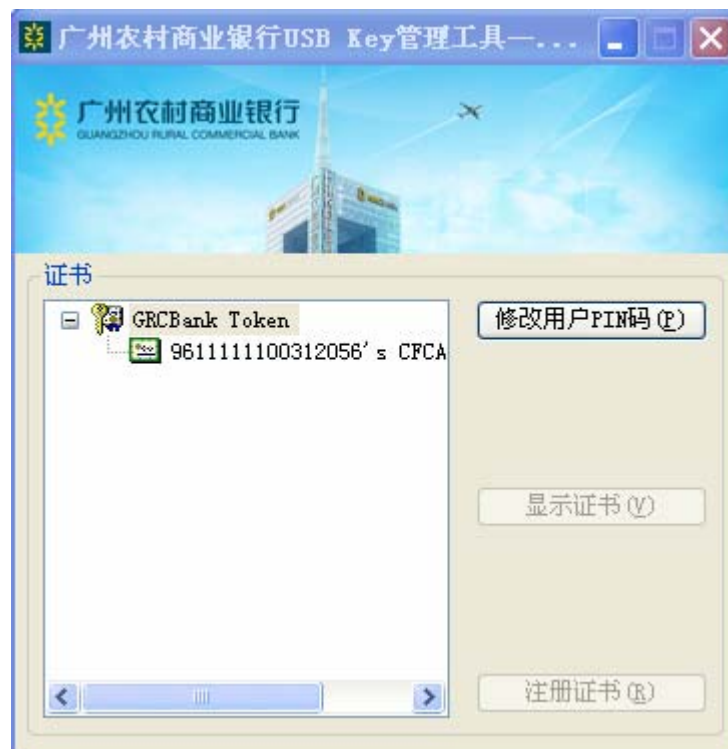 广州农村商业银行USB Key管理工具—...
广州农村商业银行
GUANGZHOU RURAL COMMERCIAL BANK
证书
GRCBank Token
修改用户PIN码(P)
9611111100312056's CFCA
显示证书(V)
注册证书(R)